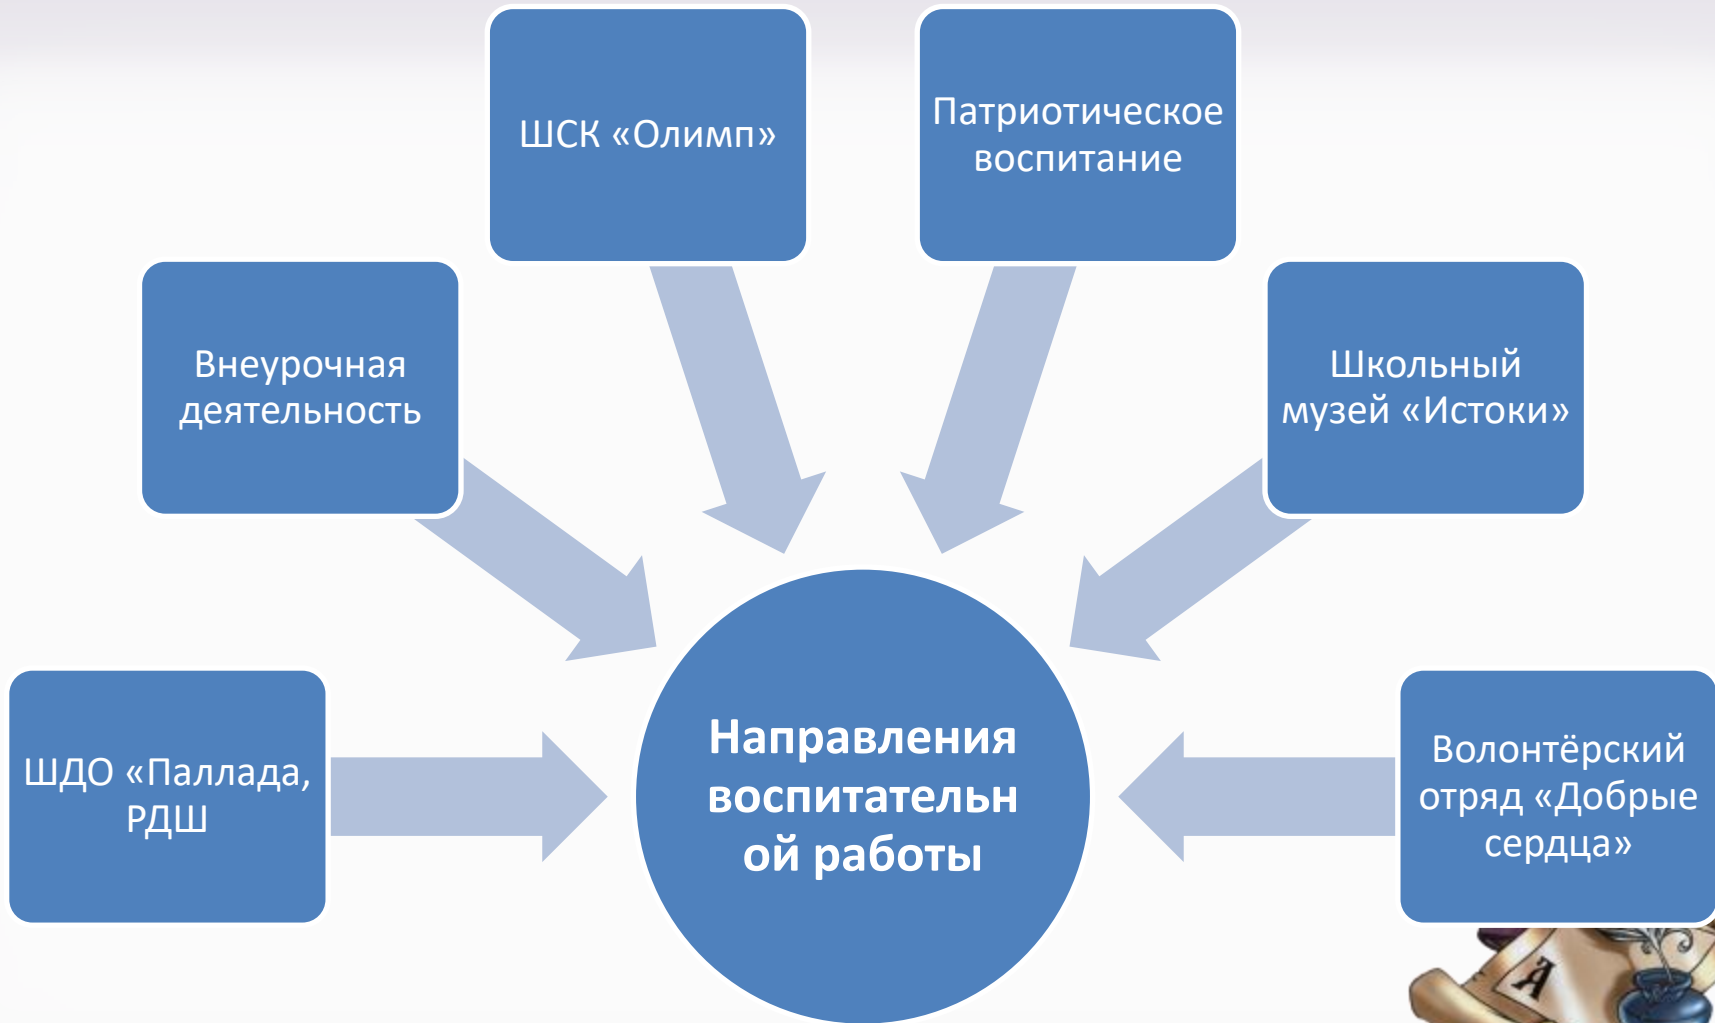 ШСК «Олимп»
Патриотическое
воспитание
Внеурочная
деятельность
Школьный
музей «Истоки»
ШДО «Паллада,
РДШ
Направления
воспитательн
ой работы
Волонтёрский
отряд «Добрые
сердца»
А